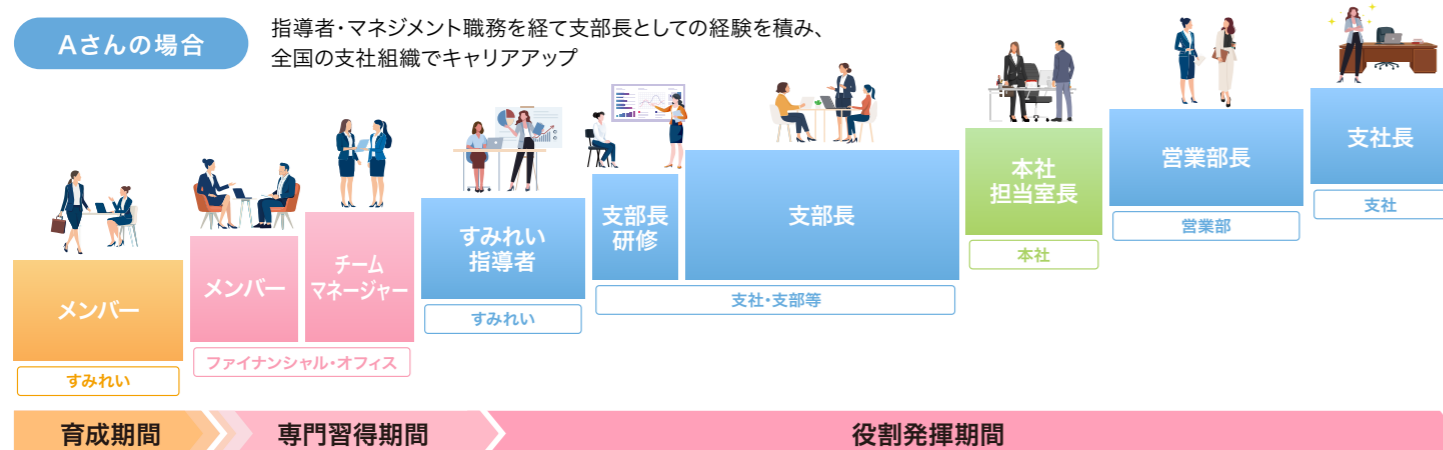 Aさんの場合
指導者・マネジメント職務を経て支部長としての経験を積み、
全国の支社組織でキャリアアップ
メンバー
すみれい
メンバー
チーム
マネージャー
ファイナンシャル・オフィス
すみれい
指導者
すみれい
支部長
研修
支部長
支社・支部等
本社
担当室長
本社
営業部長
営業部
支社長
支社
育成期間
専門習得期間
役割発揮期間